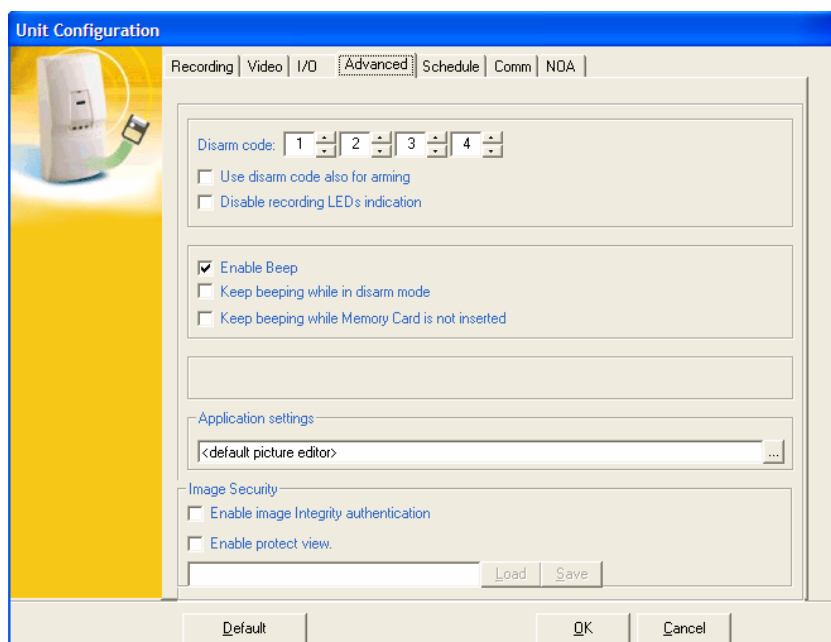 Unit Configuration
Recording Video I/O Advanced Schedule Comm NOA
Disarm code: 1 2 3 4
Use disarm code also for arming
Disable recording LEDs indication
Enable Beep
Keep beeping while in disarm mode
Keep beeping while Memory Card is not inserted
Application settings
<default picture editor> ...
Image Security
Enable image Integrity authentication
Enable protect view.
Load Save
Default OK Cancel